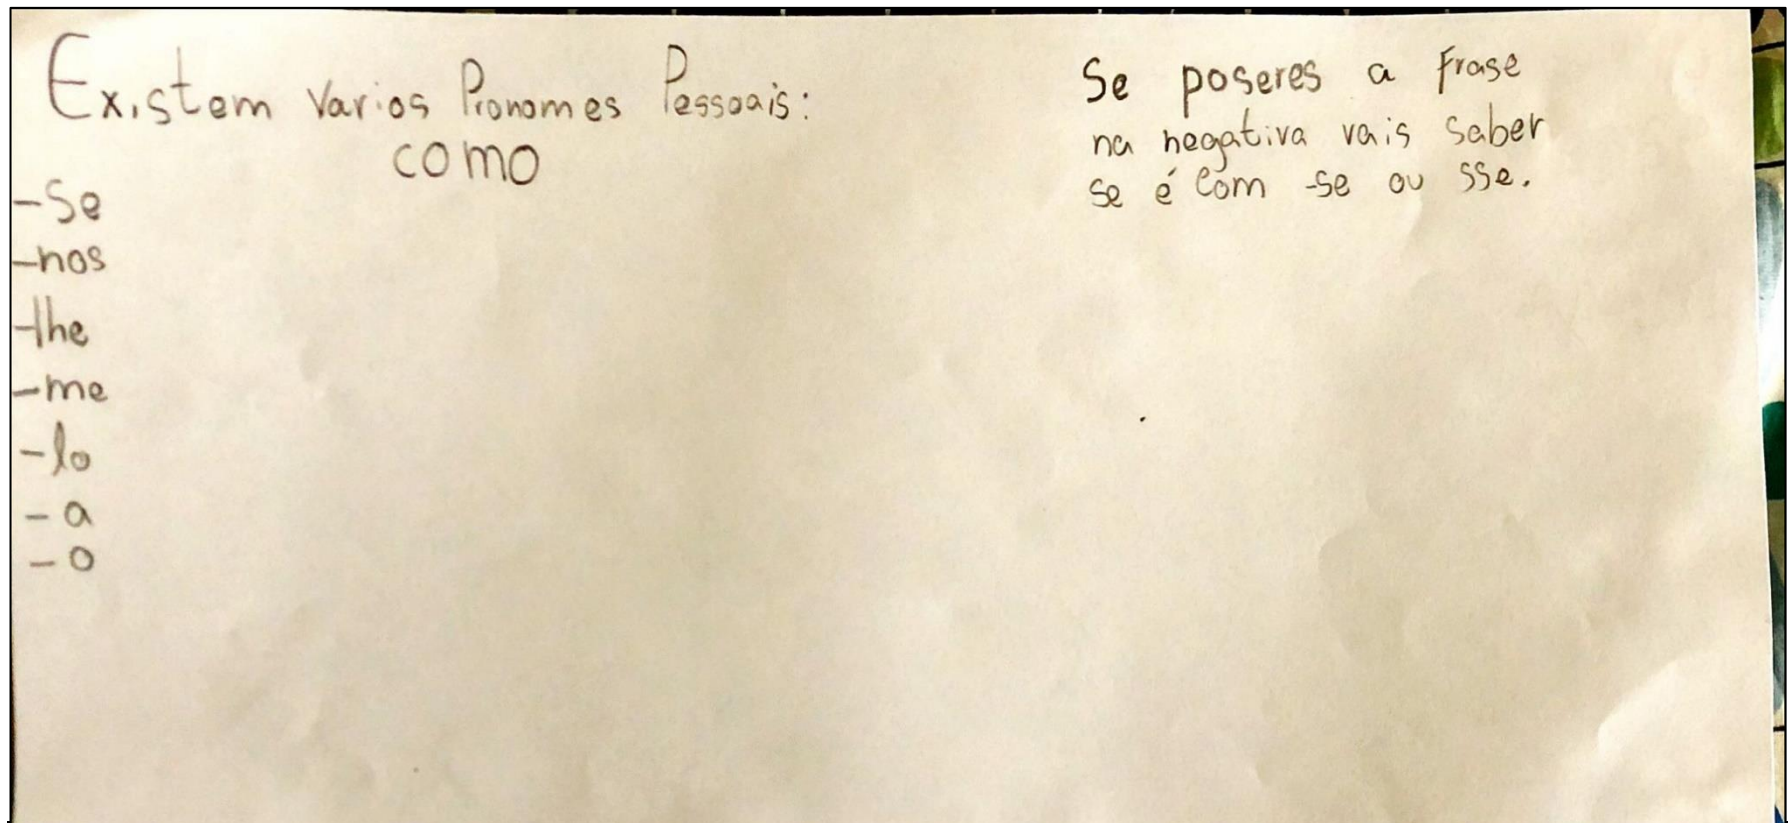 Existem varios Pronomes Pessoais:
como
-Se
-nos
-lhe
-me
-lo
-a
-o
Se poseres a frase
na negativa vais saber
se é com -se ou sse.